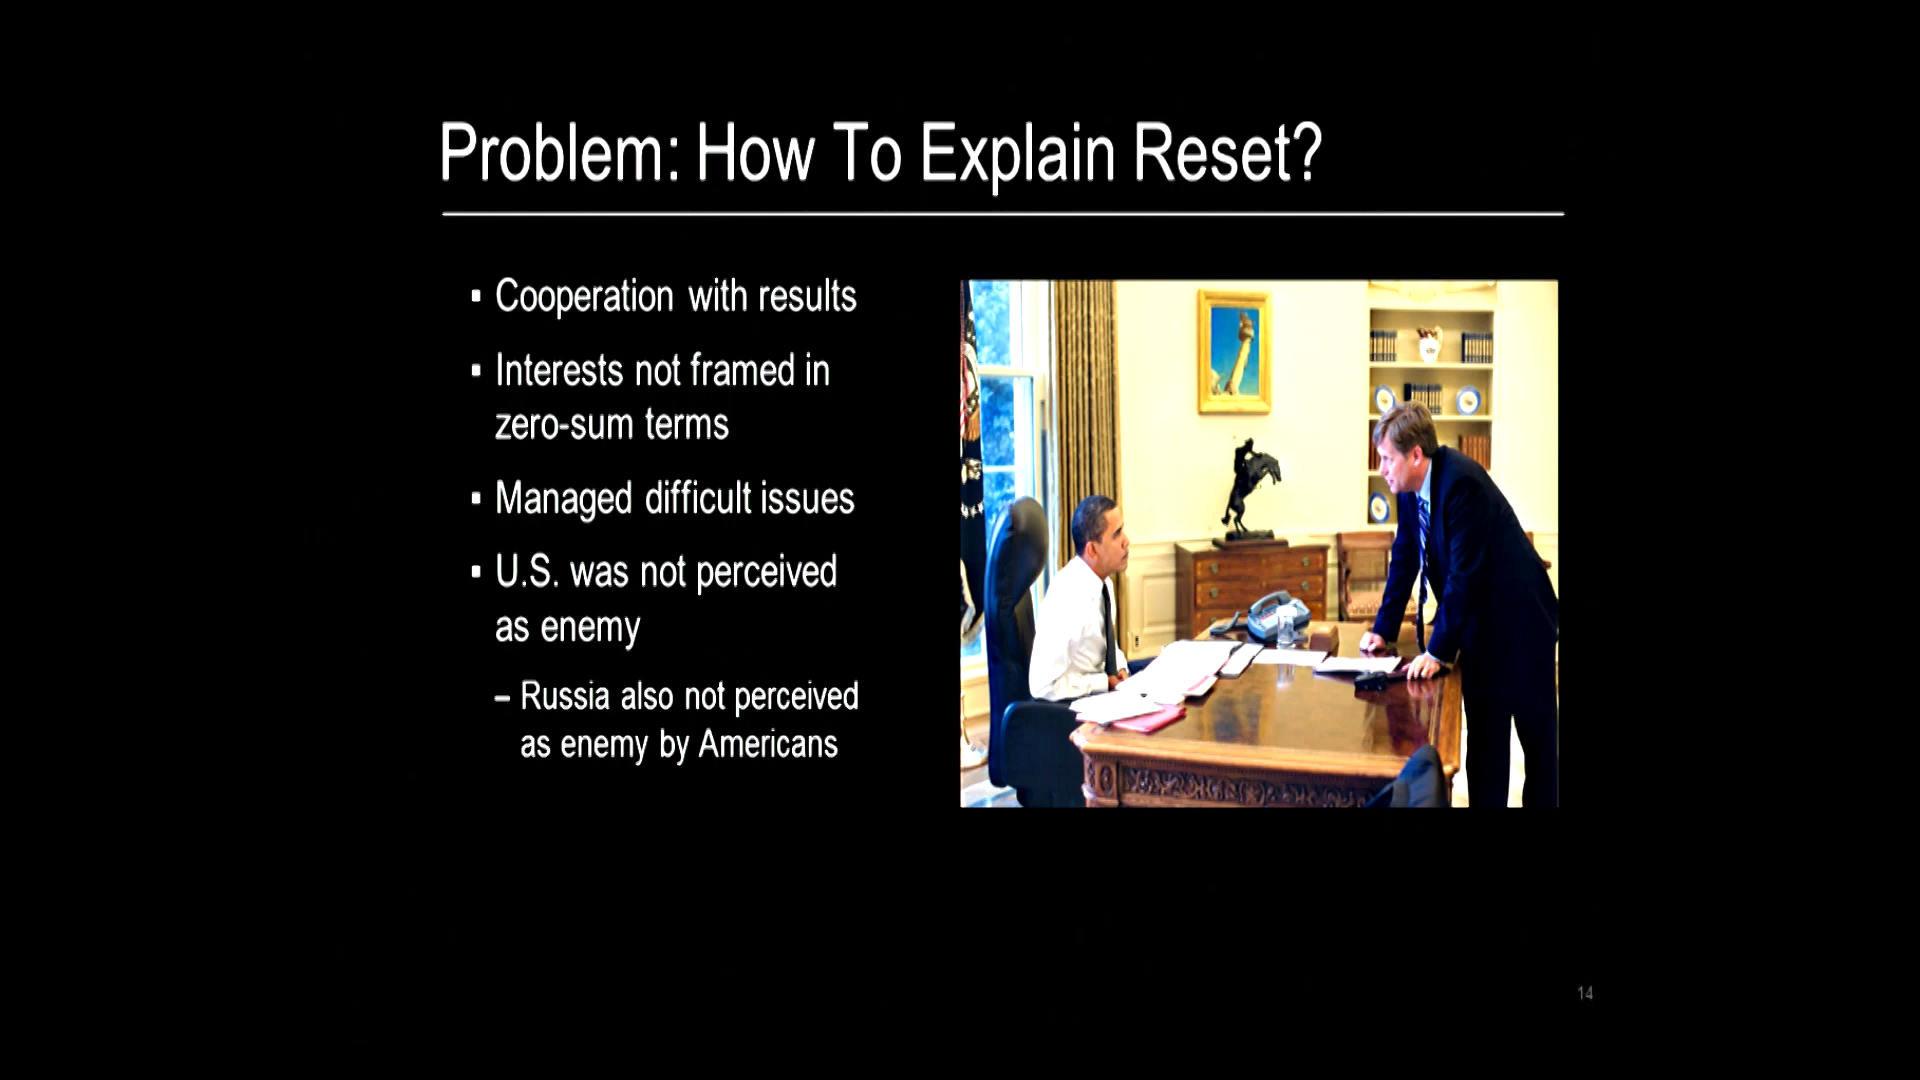 Problem: How To Explain Reset?
▪ Cooperation with results
▪ Interests not framed in
zero-sum terms
▪ Managed difficult issues
▪ U.S. was not perceived
as enemy
– Russia also not perceived
as enemy by Americans
14